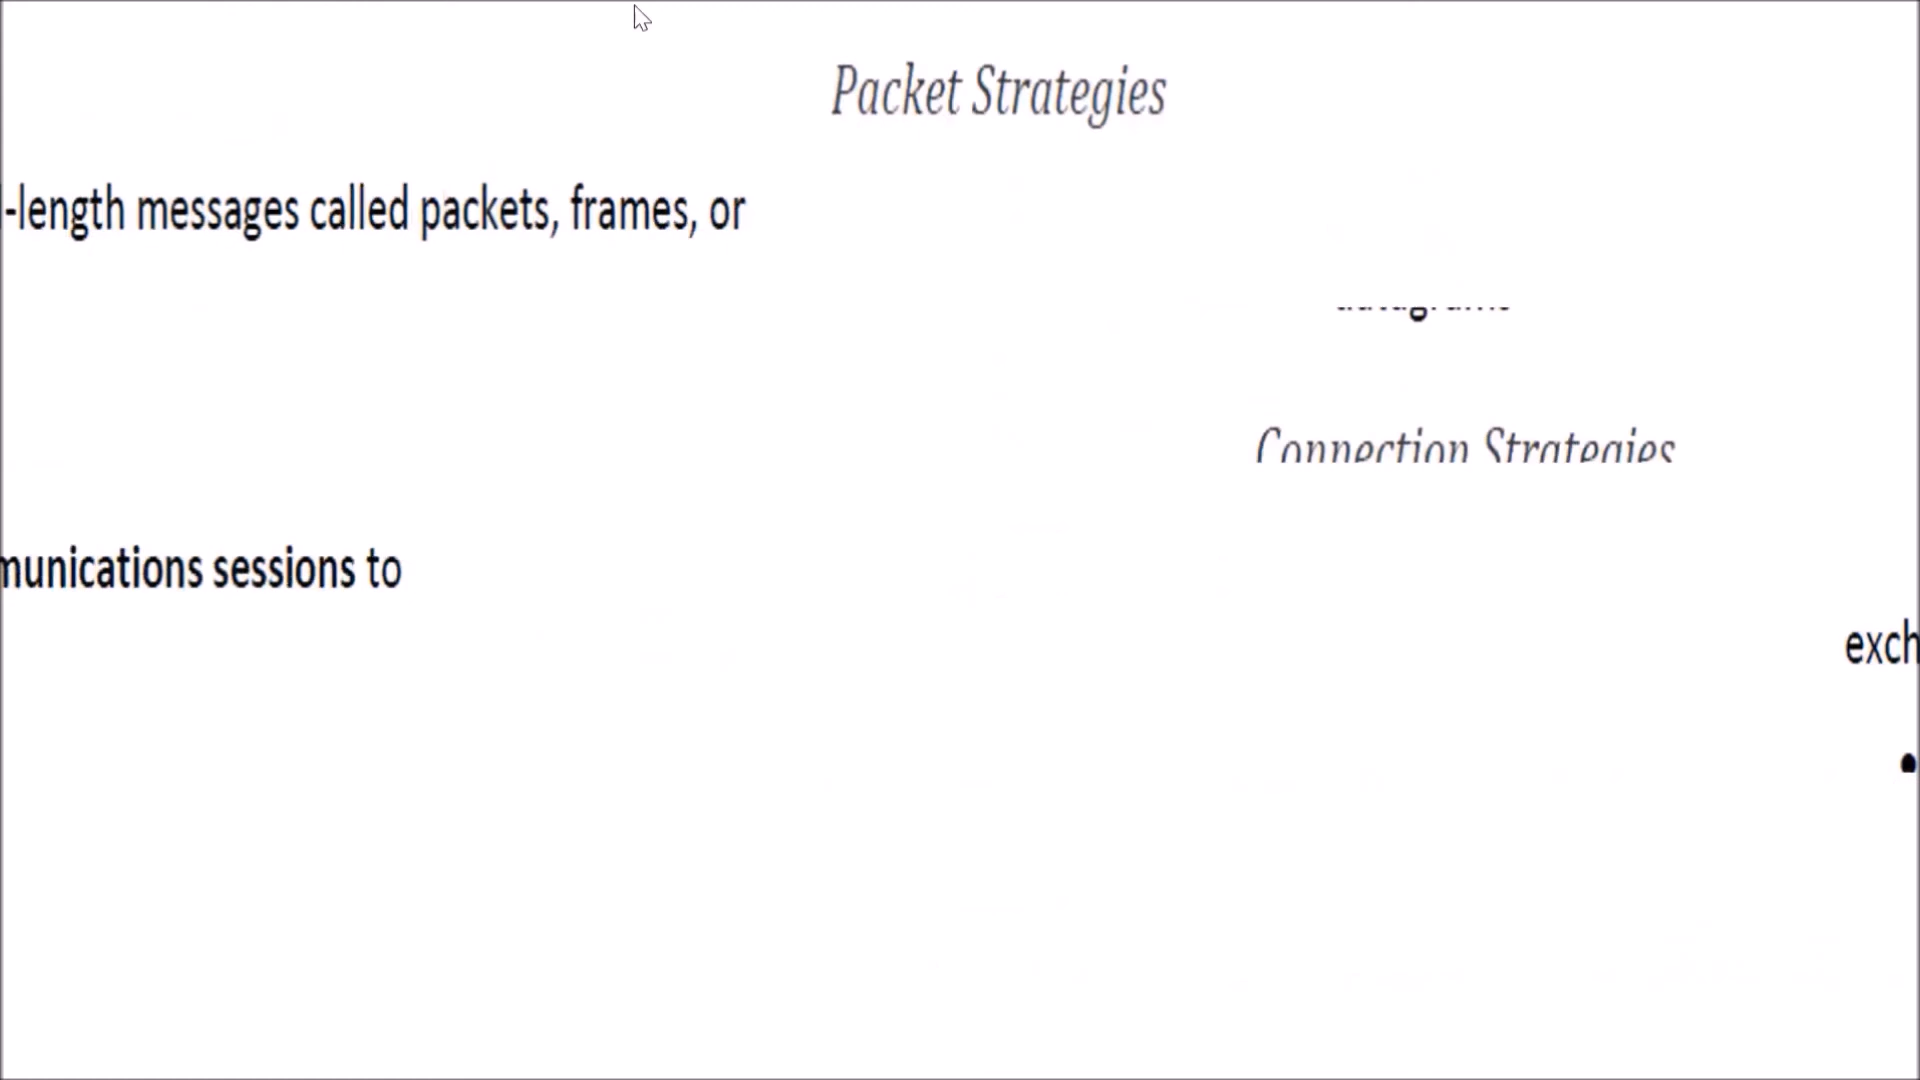 Packet Strategies
-length messages called packets, frames, or
Connection Strategies
munications sessions to
exch
•